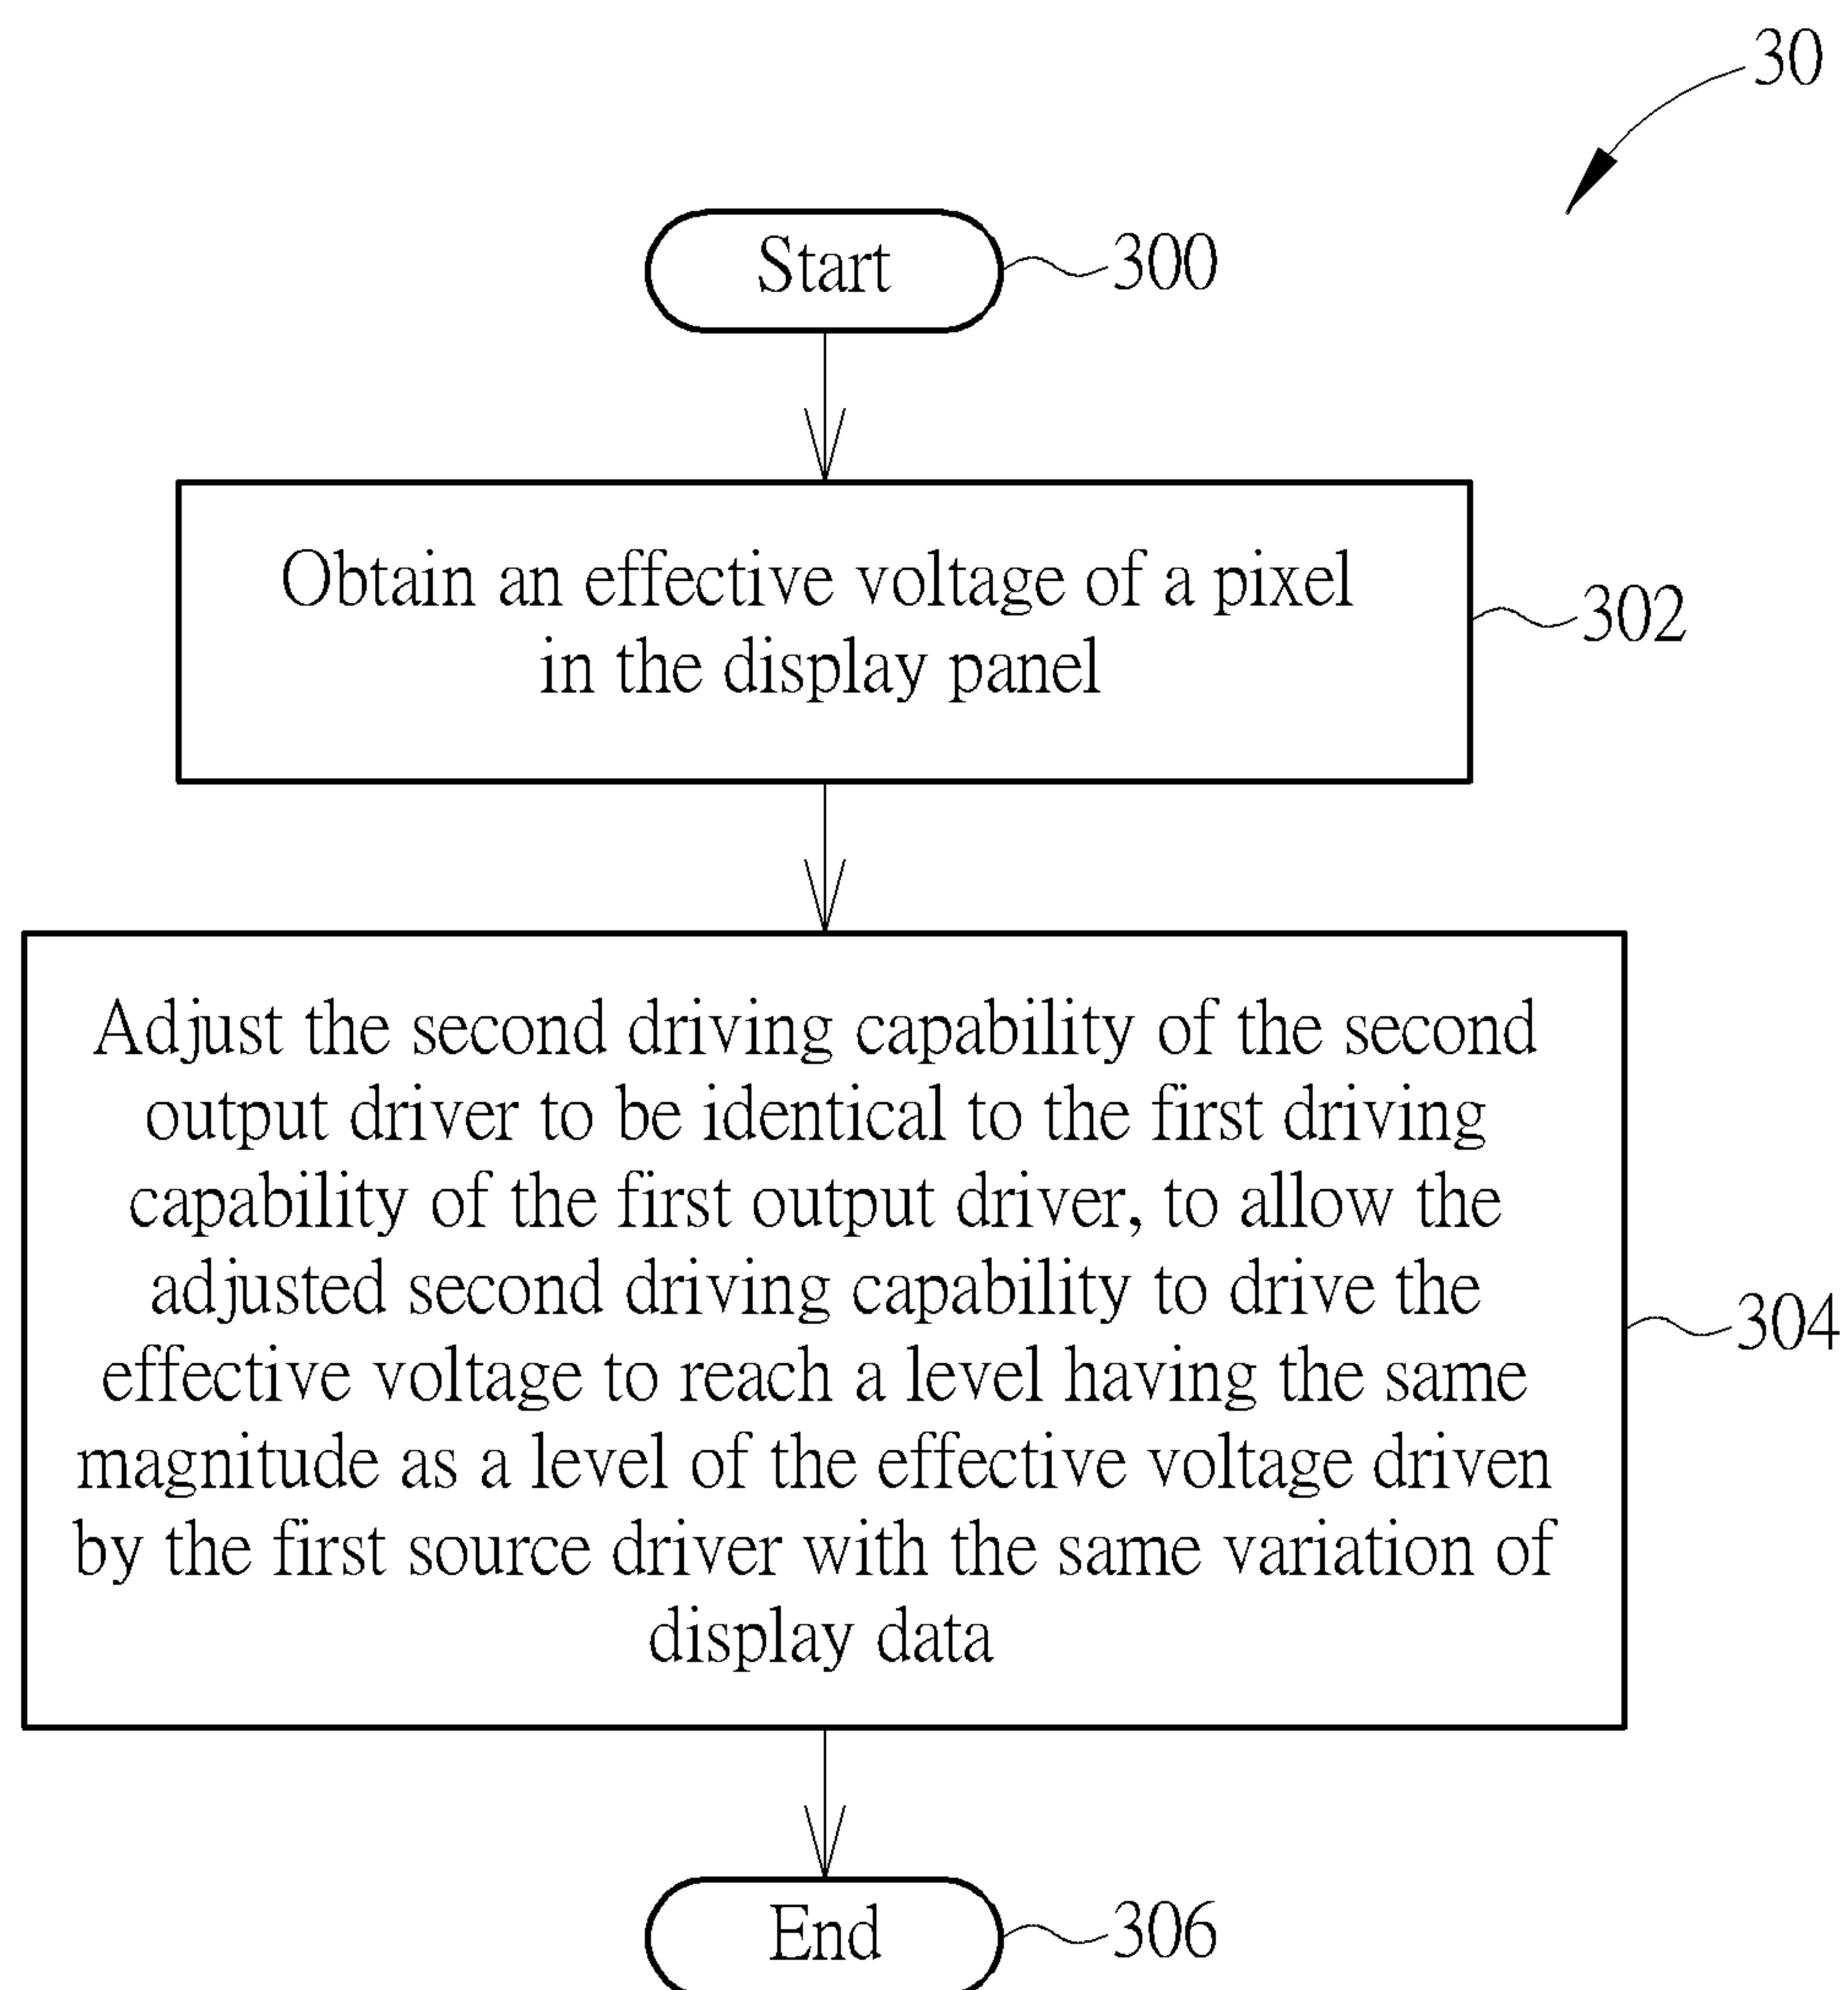 30
Start
300
Obtain an effective voltage of a pixel
in the display panel
302
Adjust the second driving capability of the second
output driver to be identical to the first driving
capability of the first output driver, to allow the
adjusted second driving capability to drive the
effective voltage to reach a level having the same
magnitude as a level of the effective voltage driven
by the first source driver with the same variation of
display data
304
End
306